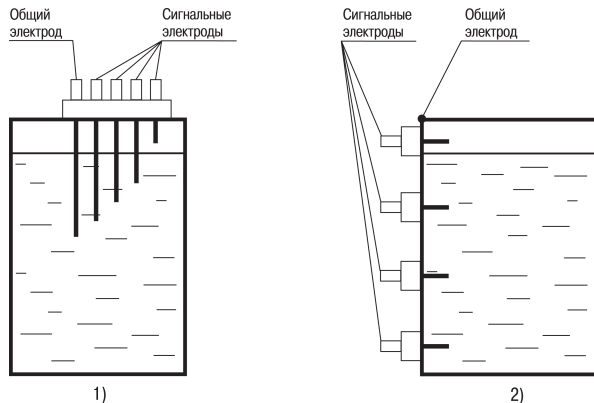 Общий
электрод
Сигнальные
электроды
Сигнальные
электроды
Общий
электрод
1)
2)